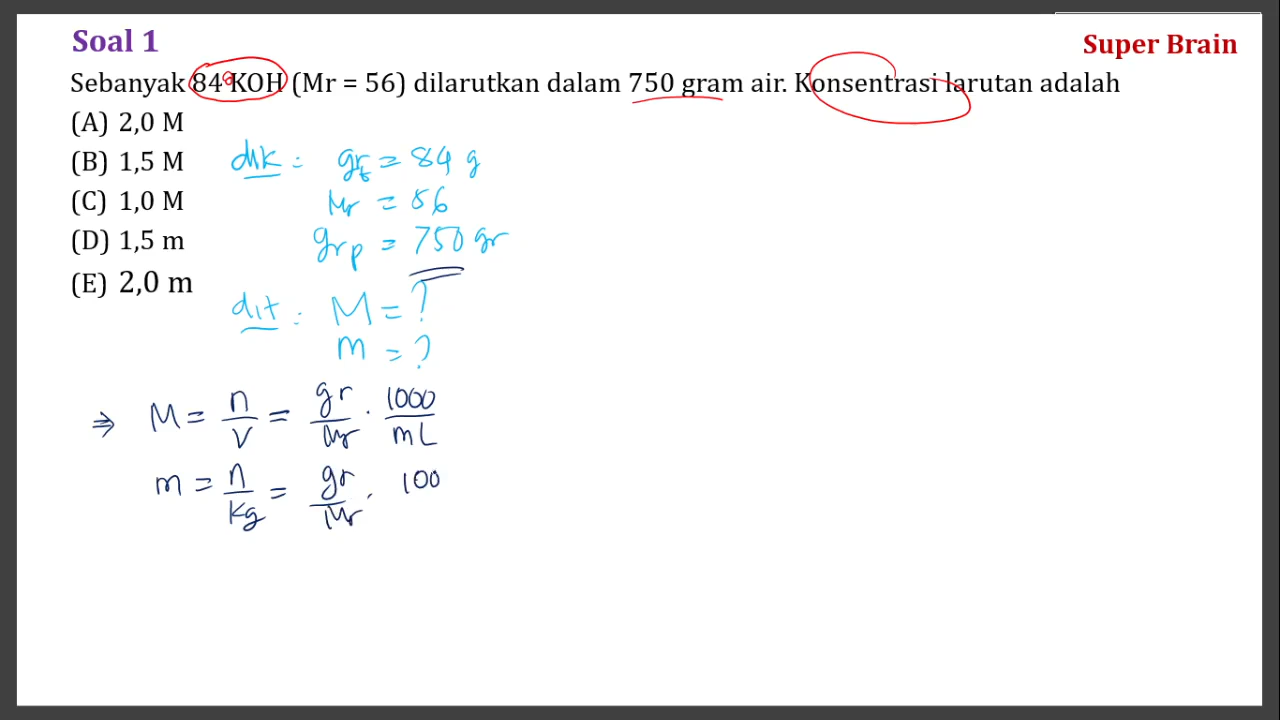 Soal 1
Super Brain
Sebanyak 84 g KOH (Mr = 56) dilarutkan dalam 750 gram air. Konsentrasi larutan adalah
(A) 2,0 M
(B) 1,5 M
(C) 1,0 M
(D) 1,5 m
(E) 2,0 m
dik : grt = 84 g
Mr = 56
grp = 750 gr
dit : M = ?
m = ?
⇒ M = n/V = gr/Mr . 1000/mL
m = n/Kg = gr/Mr . 100